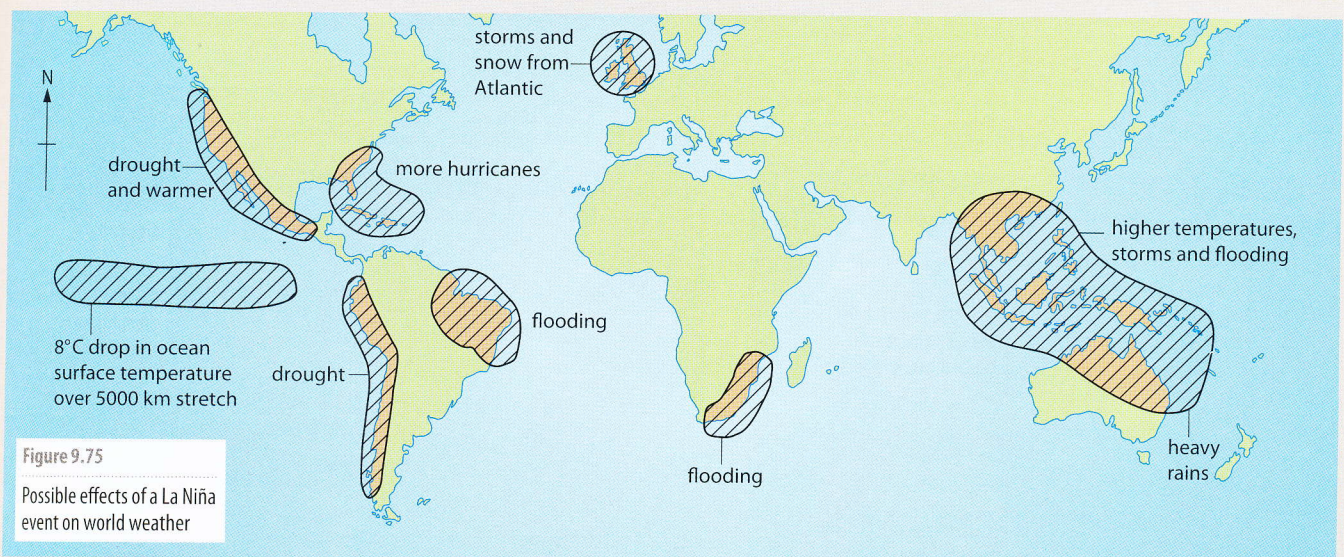 N
storms and
snow from
Atlantic
drought
and warmer
more hurricanes
higher temperatures,
storms and flooding
flooding
8°C drop in ocean
surface temperature
over 5000 km stretch
drought
heavy
rains
flooding
Figure 9.75
Possible effects of a La Niña
event on world weather